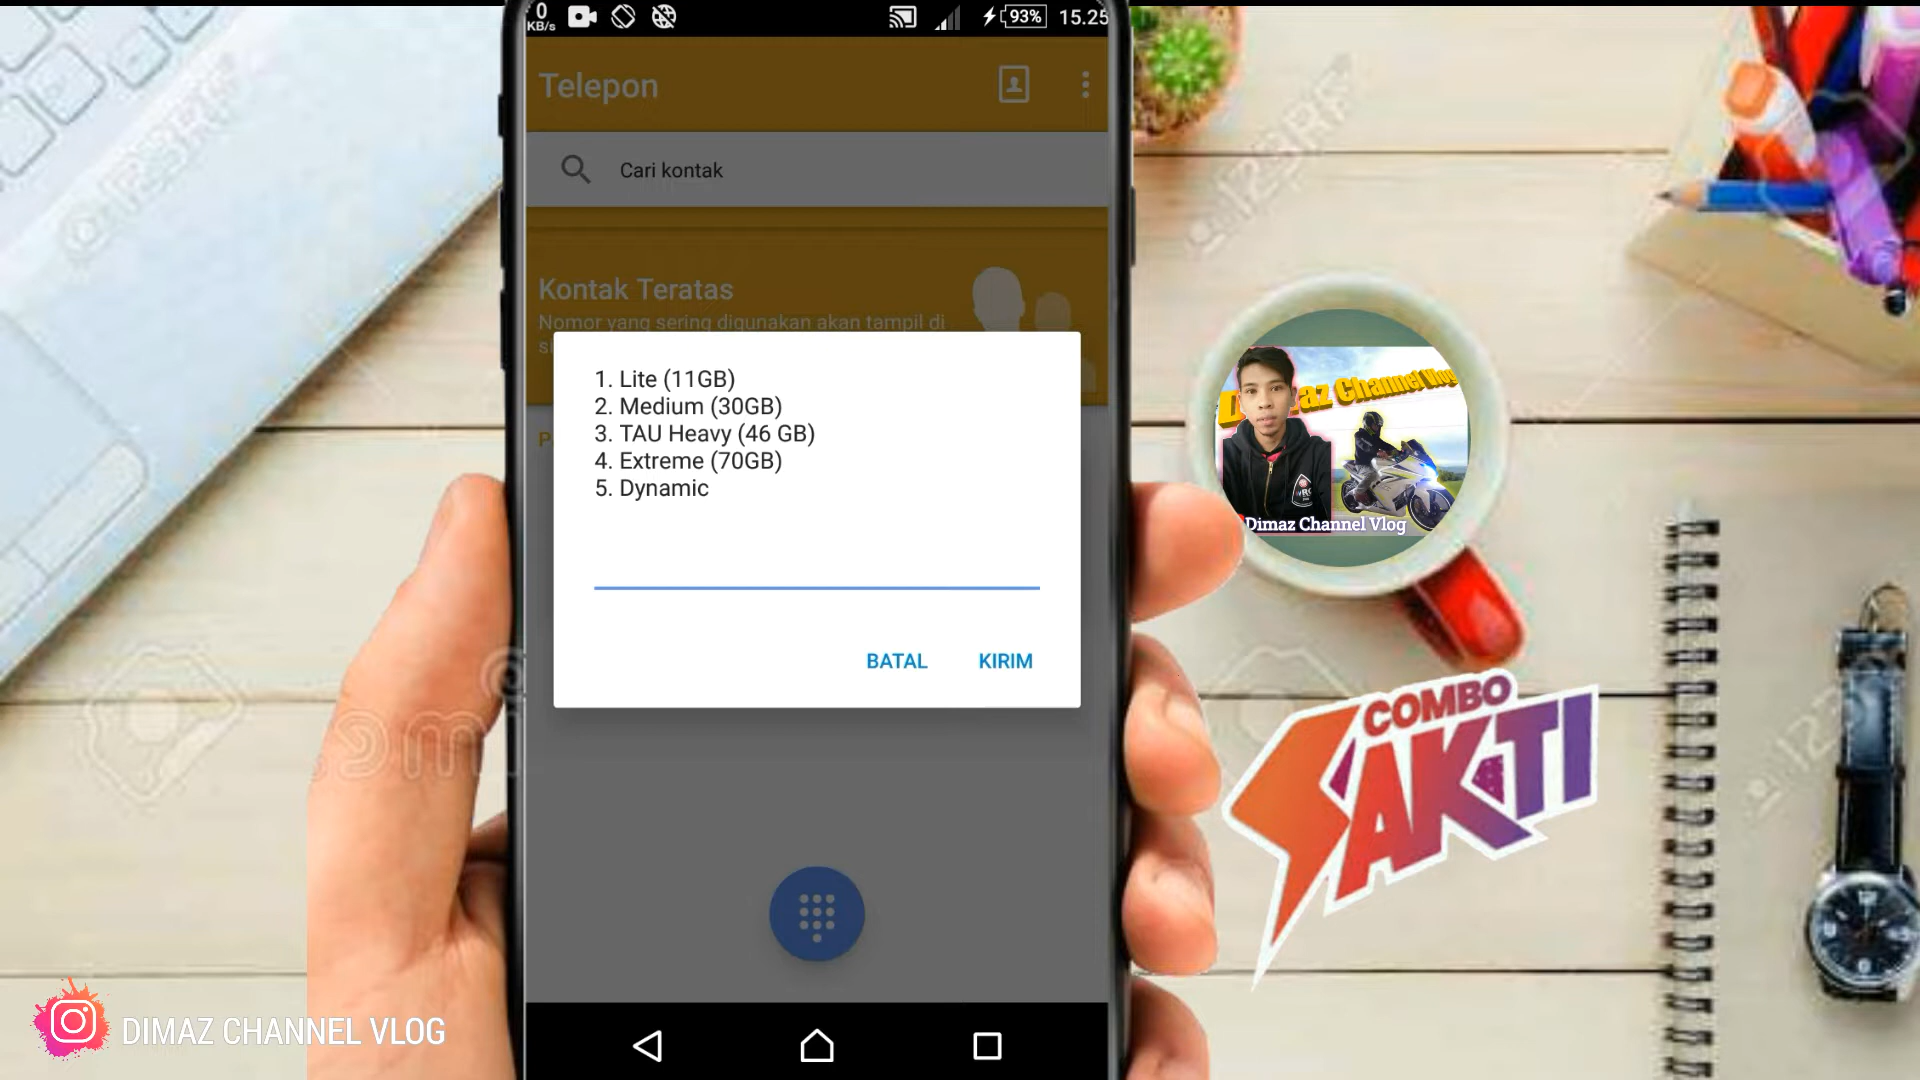 0
KB/s
93%
15.25
Telepon
Cari kontak
Kontak Teratas
Nomor yang sering digunakan akan tampil di
1. Lite (11GB)
2. Medium (30GB)
3. TAU Heavy (46 GB)
4. Extreme (70GB)
5. Dynamic
BATAL KIRIM
Dimaz Channel Vlog
COMBO
SAKTI
DIMAZ CHANNEL VLOG
123RF